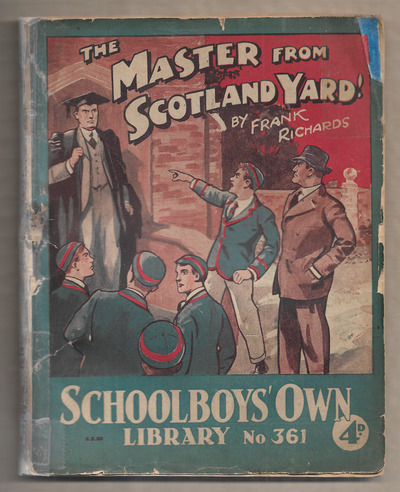 THE MASTER FROM
SCOTLAND YARD!
BY FRANK
RICHARDS
SCHOOLBOYS' OWN
LIBRARY No 361
4D.